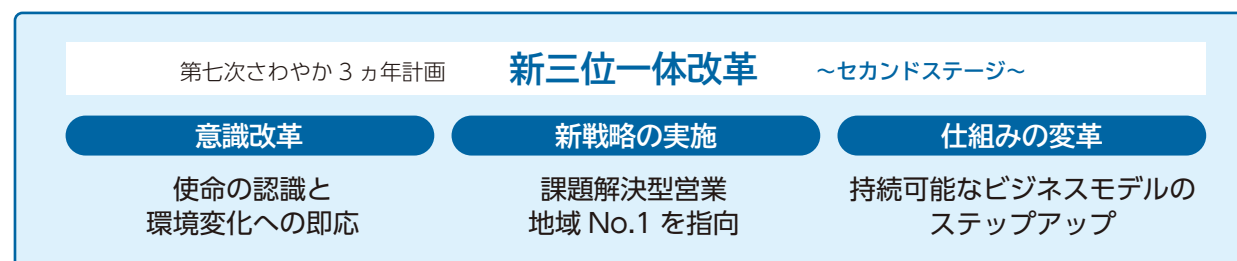 第七次さわやか 3 ヵ年計画 新三位一体改革 ～セカンドステージ～
意識改革 新戦略の実施 仕組みの変革
使命の認識と 課題解決型営業 持続可能なビジネスモデルの
環境変化への即応 地域 No.1 を指向 ステップアップ